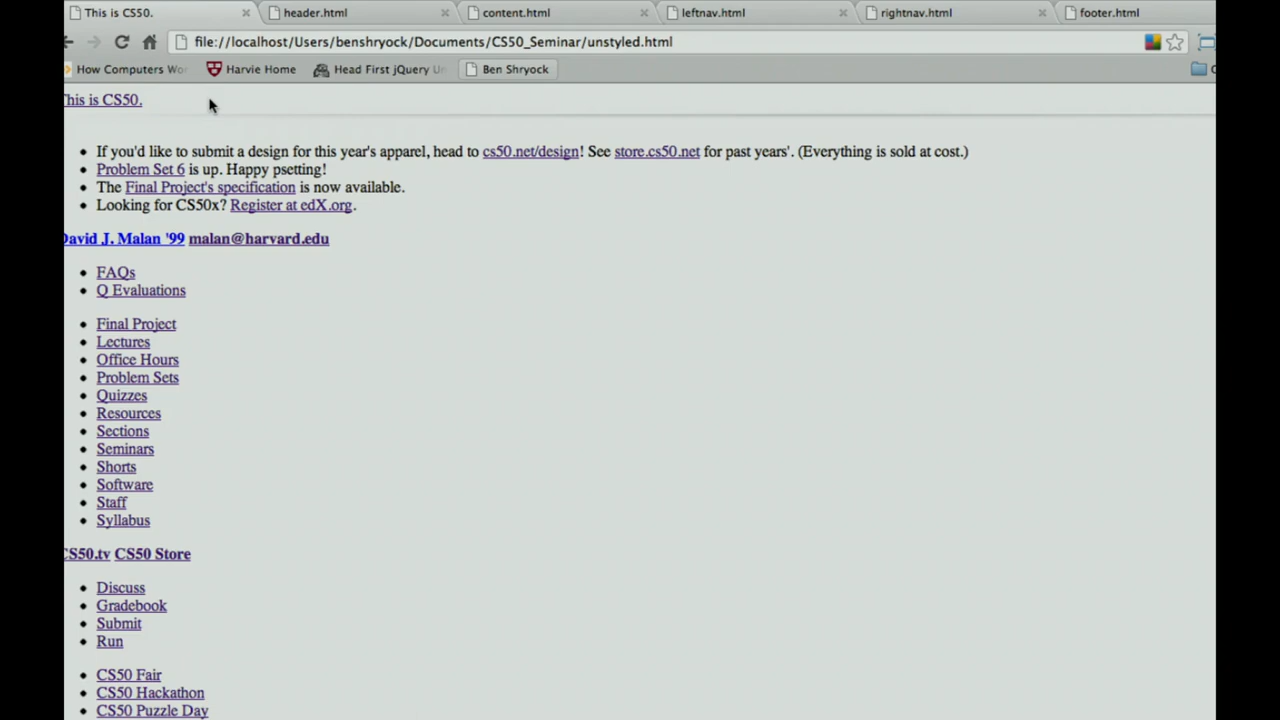 This is CS50.
header.html
content.html
leftnav.html
rightnav.html
footer.html
file://localhost/Users/benshryock/Documents/CS50_Seminar/unstyled.html
How Computers Wor
Harvie Home
Head First jQuery Un
Ben Shryock
This is CS50.
If you'd like to submit a design for this year's apparel, head to cs50.net/design! See store.cs50.net for past years'. (Everything is sold at cost.)
Problem Set 6 is up. Happy psetting!
The Final Project's specification is now available.
Looking for CS50x? Register at edX.org.
David J. Malan '99 malan@harvard.edu
FAQs
Q Evaluations
Final Project
Lectures
Office Hours
Problem Sets
Quizzes
Resources
Sections
Seminars
Shorts
Software
Staff
Syllabus
CS50.tv CS50 Store
Discuss
Gradebook
Submit
Run
CS50 Fair
CS50 Hackathon
CS50 Puzzle Day